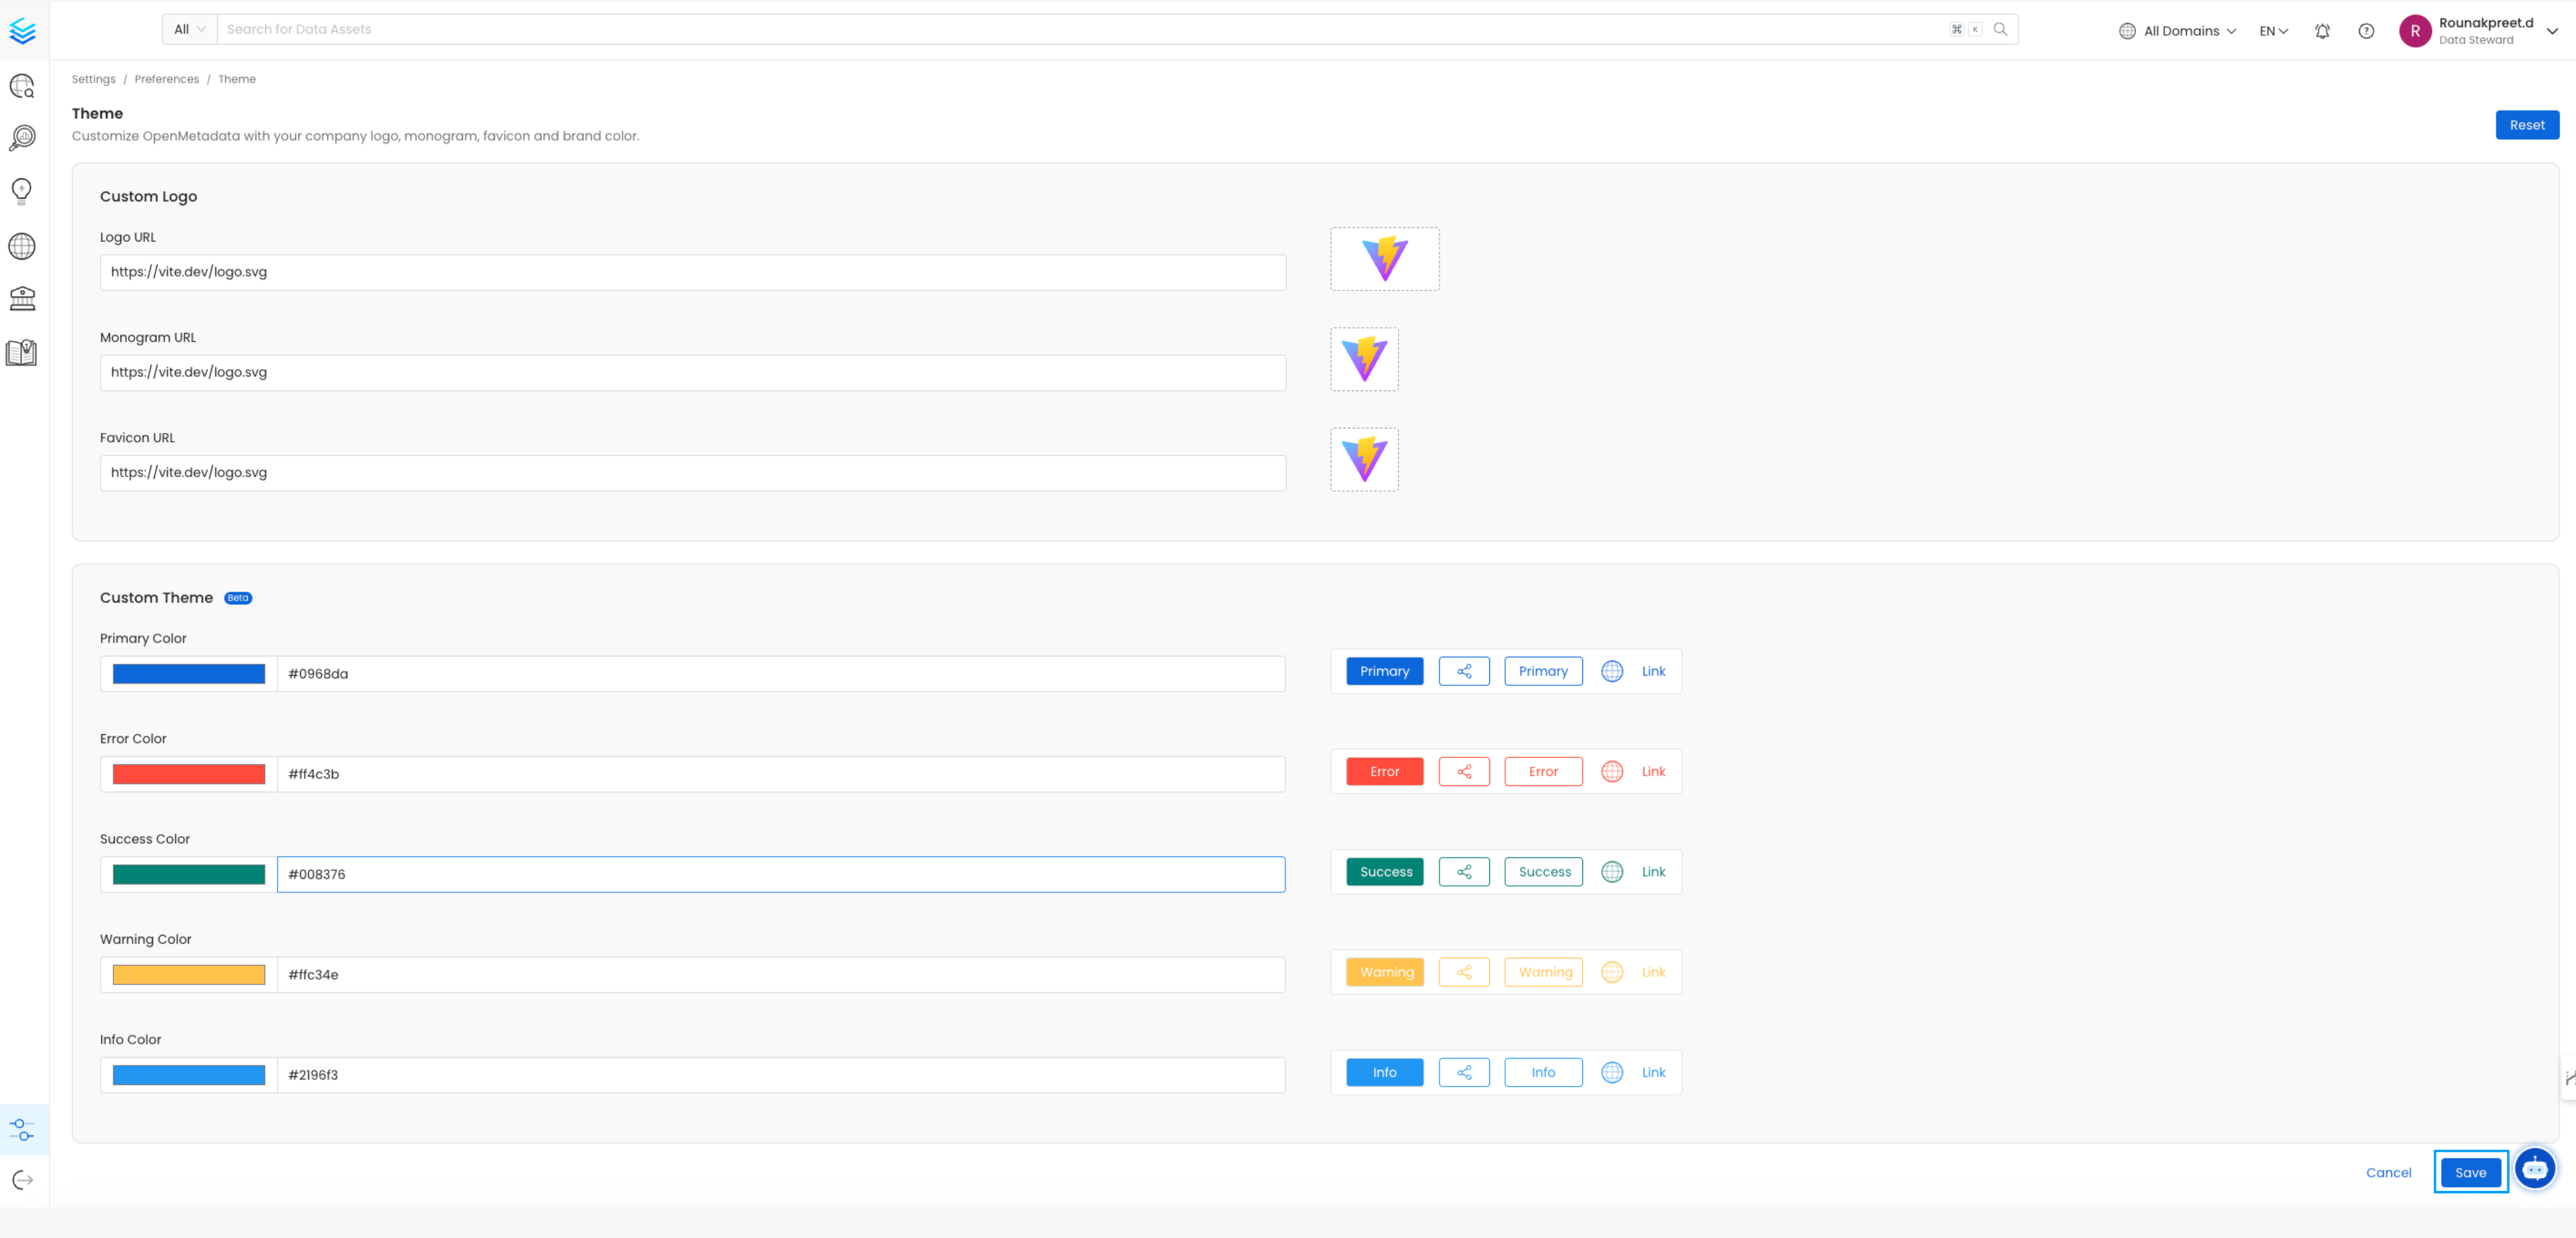 All Search for Data Assets ⌘ K All Domains EN R Rounakpreet.d
Data Steward
Settings / Preferences / Theme
Theme
Customize OpenMetadata with your company logo, monogram, favicon and brand color.
Reset
Custom Logo
Logo URL
https://vite.dev/logo.svg
Monogram URL
https://vite.dev/logo.svg
Favicon URL
https://vite.dev/logo.svg
Custom Theme Beta
Primary Color
#0968da Primary Primary Link
Error Color
#ff4c3b Error Error Link
Success Color
#008376 Success Success Link
Warning Color
#ffc34e Warning Warning Link
Info Color
#2196f3 Info Info Link
Cancel Save